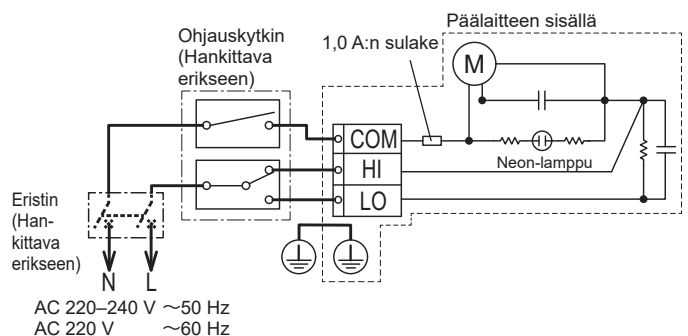 Päälaitteen sisällä
Ohjauskytkin
(Hankittava
erikseen)
1,0 A:n sulake
M
COM
HI
LO
Neon-lamppu
Eristin
(Han-
kittava
erikseen)
N L
AC 220–240 V ～50 Hz
AC 220 V ～60 Hz